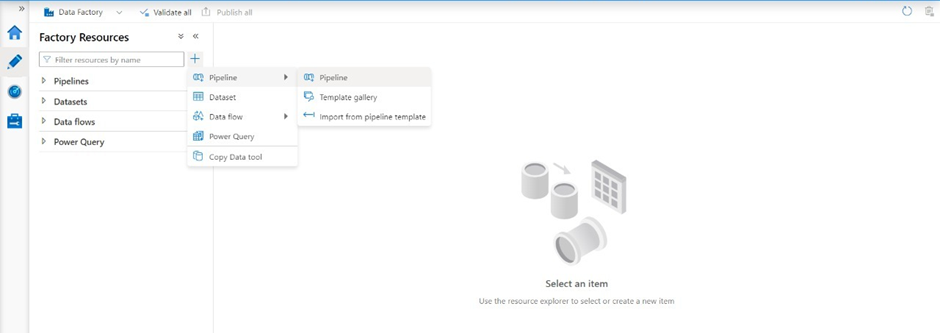 »
Data Factory
Validate all
Publish all
Factory Resources
«
Filter resources by name
+
Pipelines
Datasets
Data flows
Power Query
Pipeline
Dataset
Data flow
Power Query
Copy Data tool
Pipeline
Template gallery
Import from pipeline template
Select an item
Use the resource explorer to select or create a new item